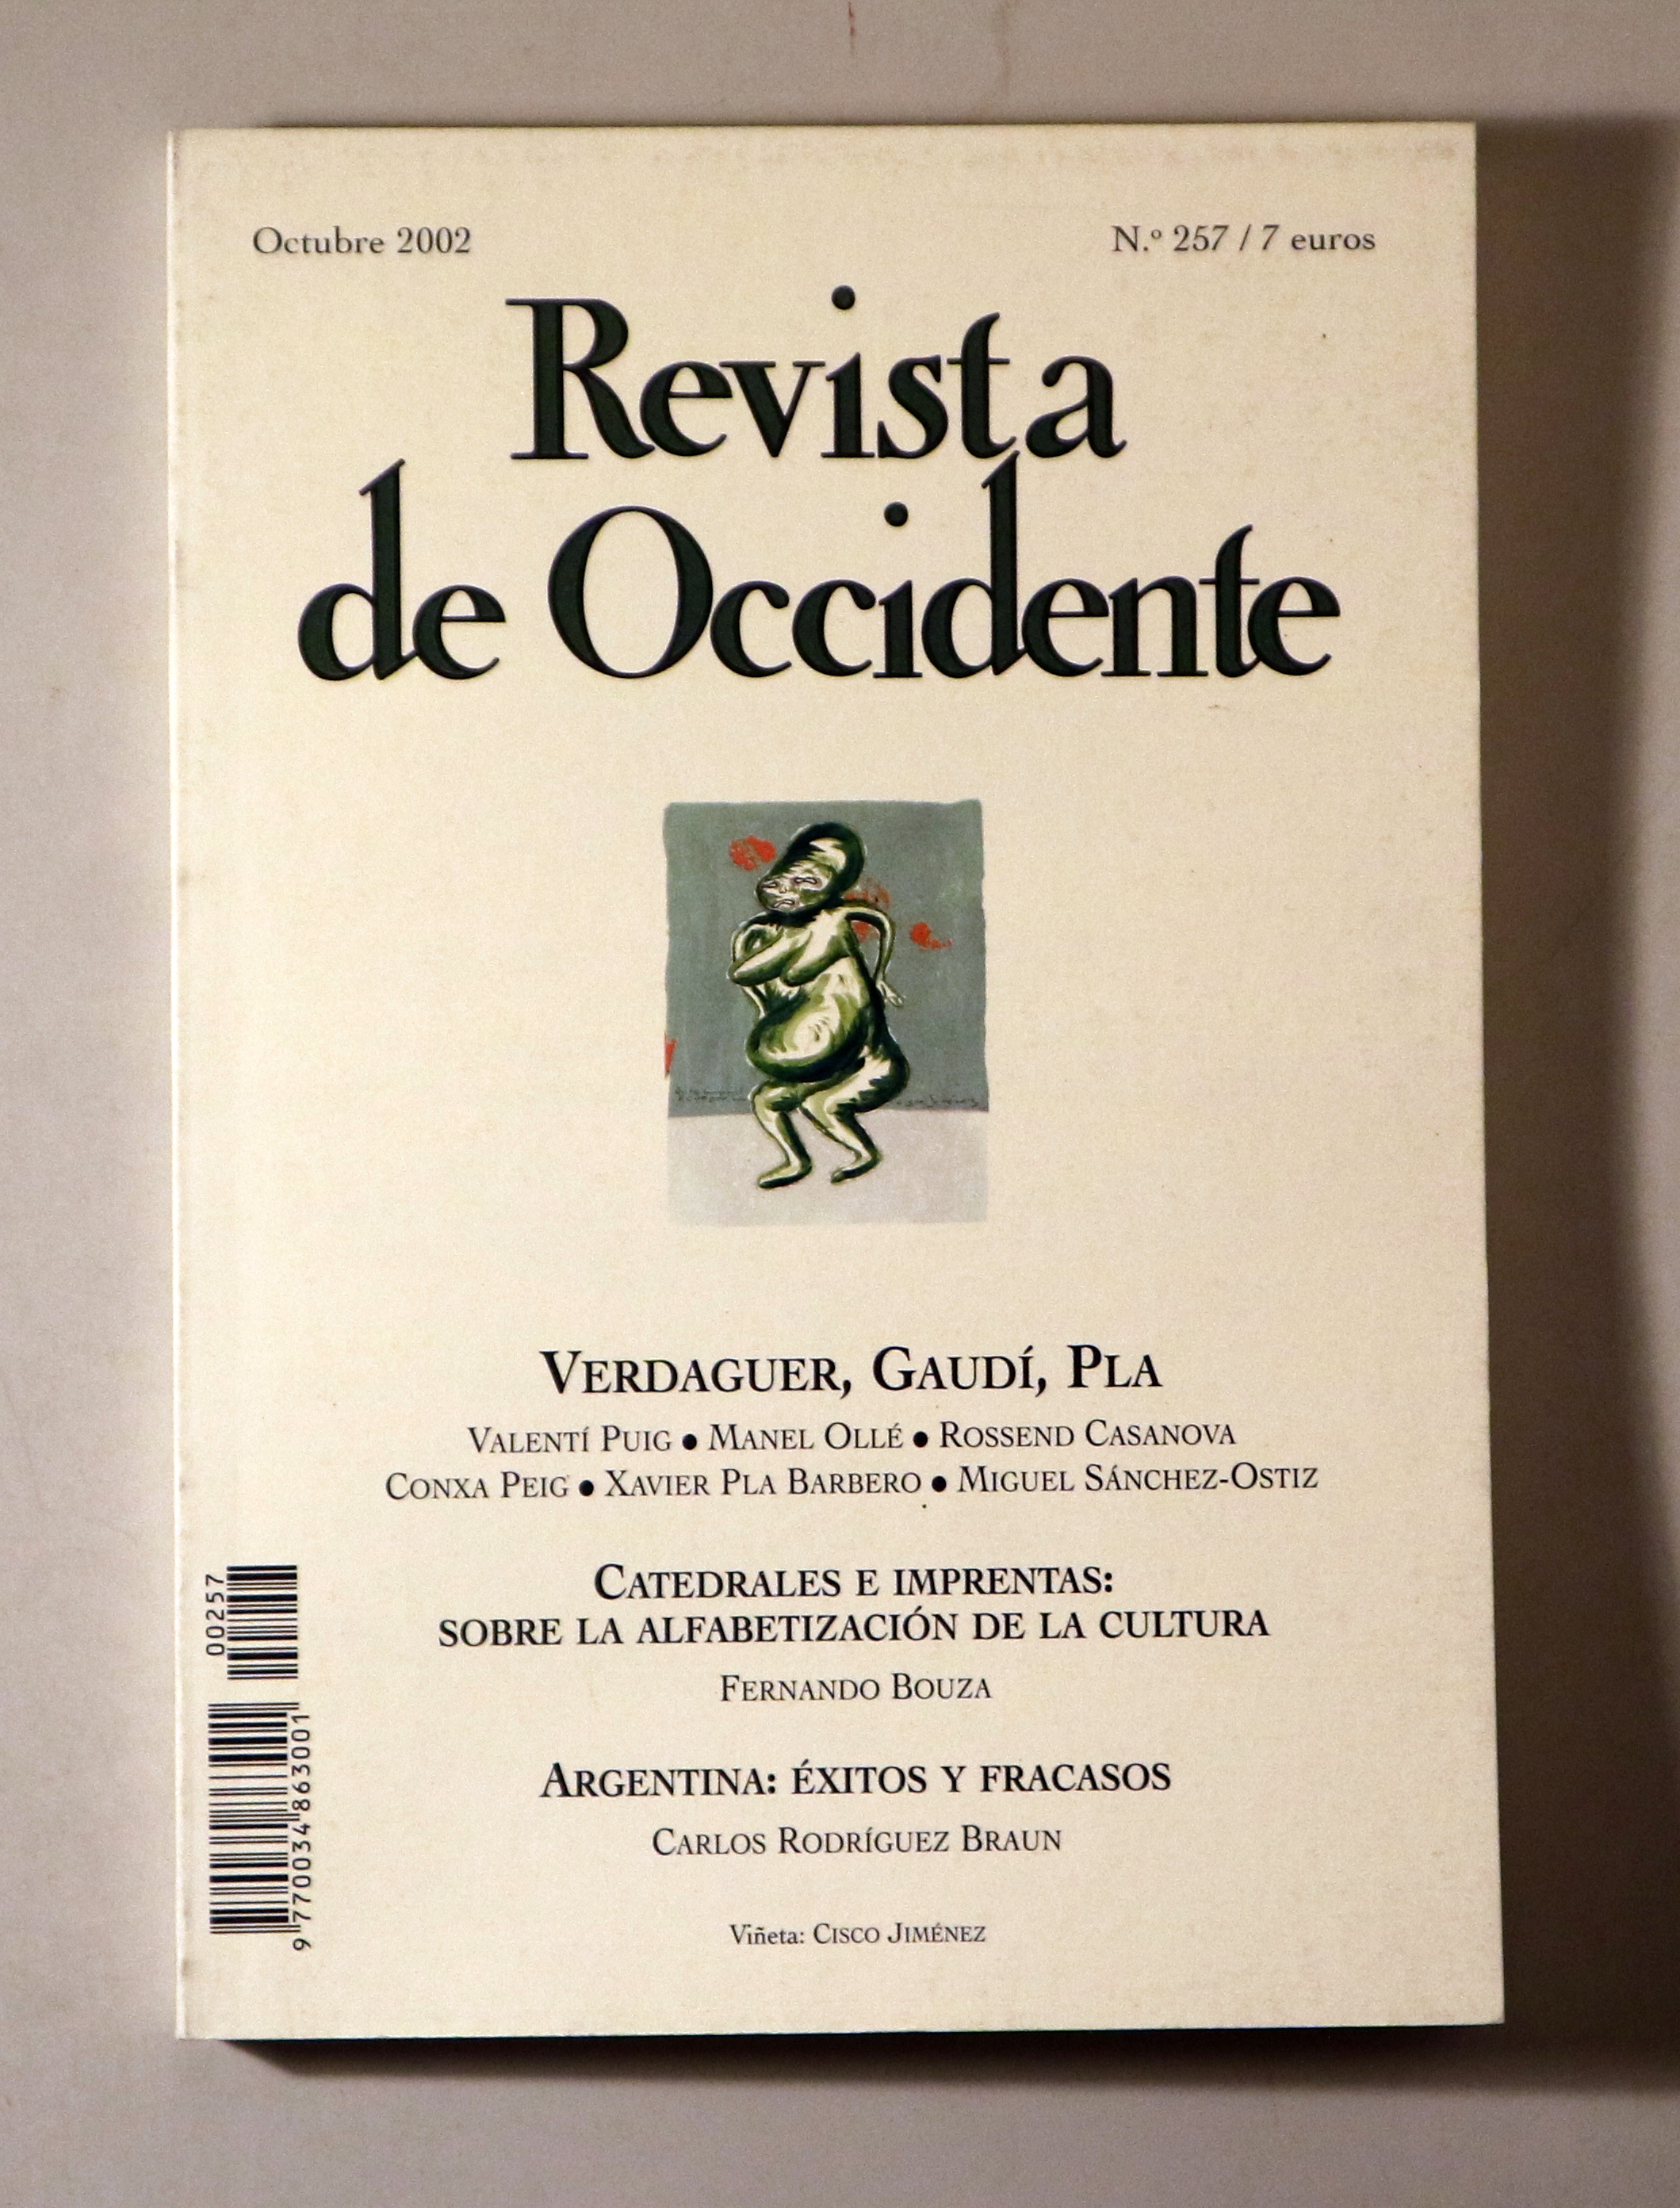 Octubre 2002
N.º 257 / 7 euros
Revista
de Occidente
VERDAGUER, GAUDÍ, PLA
VALENTÍ PUIG ● MANEL OLLÉ ● ROSSEND CASANOVA
CONXA PEIG ● XAVIER PLA BARBERO ● MIGUEL SÁNCHEZ-OSTIZ
CATEDRALES E IMPRENTAS:
SOBRE LA ALFABETIZACIÓN DE LA CULTURA
FERNANDO BOUZA
ARGENTINA: ÉXITOS Y FRACASOS
CARLOS RODRÍGUEZ BRAUN
Viñeta: CISCO JIMÉNEZ
00257
9 770034 863001